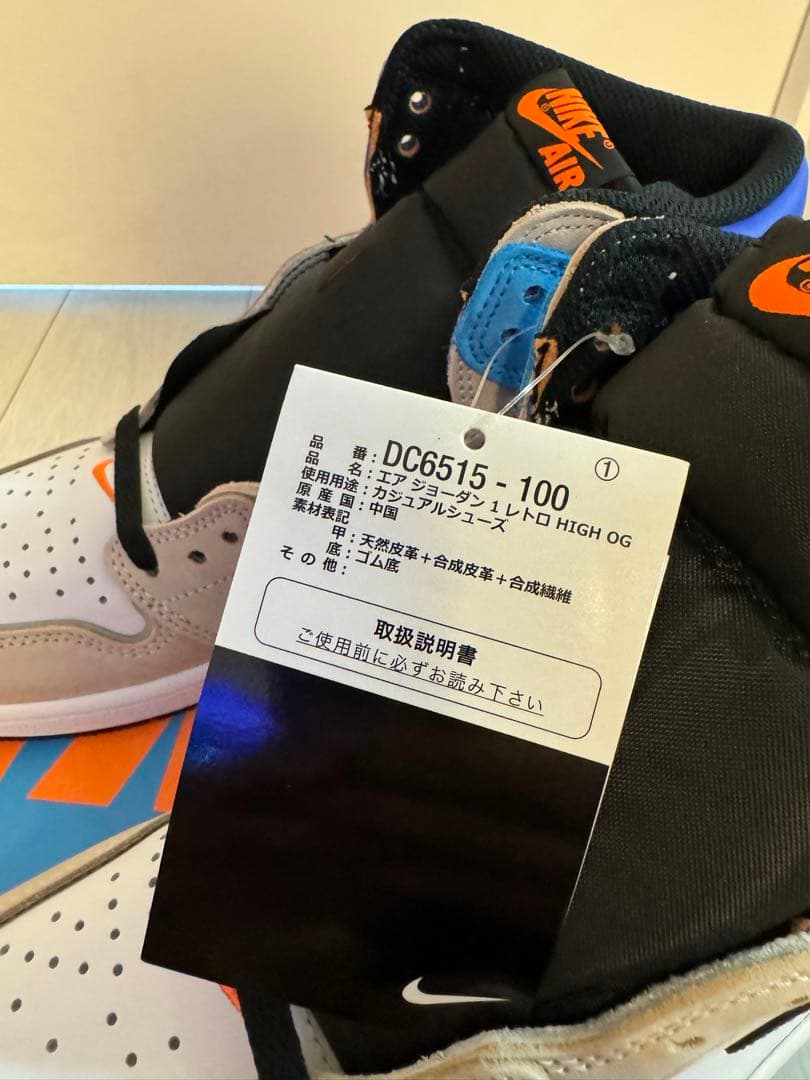 NIKE
AIR
①
品番:DC6515 - 100
品名:エア ジョーダン 1 レトロ HIGH OG
使用用途:カジュアルシューズ
原産国:中国
素材表記
甲:天然皮革+合成皮革+合成繊維
底:ゴム底
その他:
取扱説明書
ご使用前に必ずお読み下さい